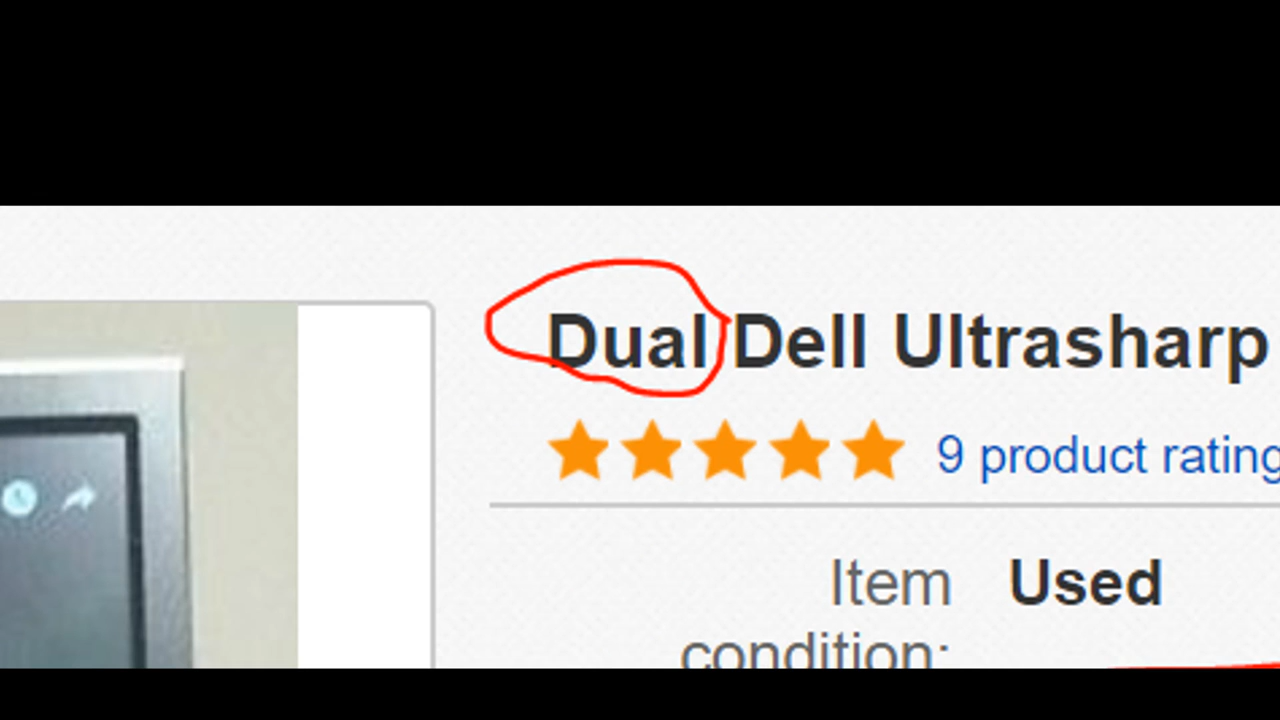 Dual Dell Ultrasharp
9 product rating
Item Used
condition: